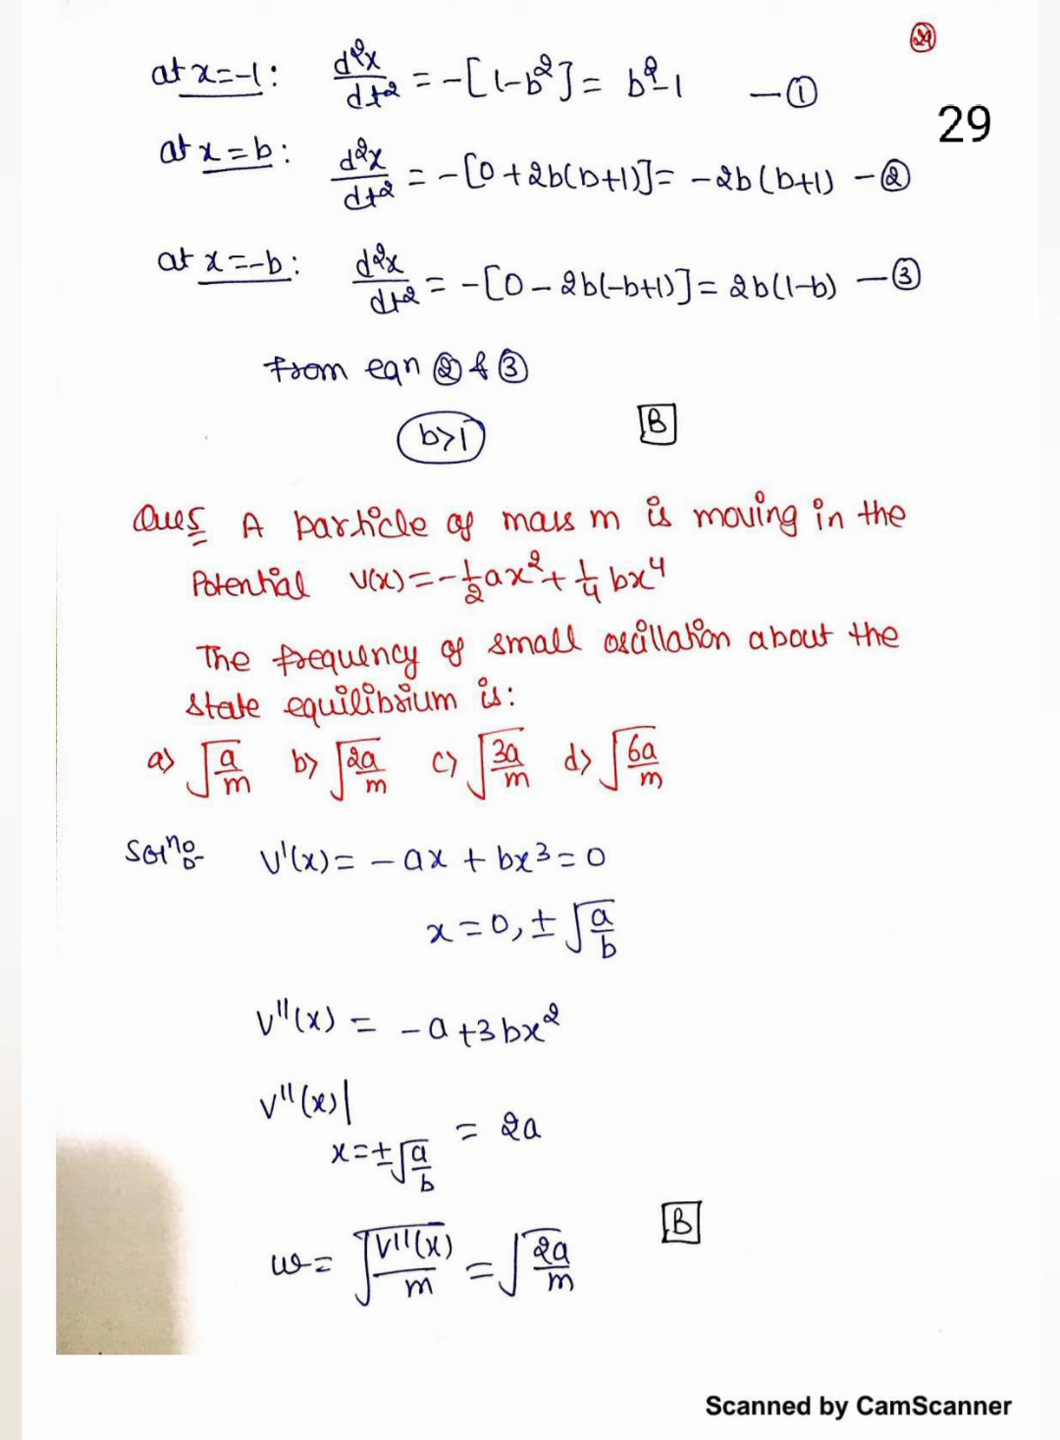 29
at x=-1: d²x/dt² = -[1-b²] = b²-1 —①
29
at x=b: d²x/dt² = -[0+2b(b+1)] = -2b(b+1) —②
at x=-b: d²x/dt² = -[0-2b(-b+1)] = 2b(1-b) —③
From eqn ② & ③
b>1 B
Ques A particle of mass m is moving in the
Potential V(x)=-½ax²+¼bx⁴
The frequency of small oscillation about the
state equilibrium is:
a) √(a/m) b) √(2a/m) c) √(3a/m) d) √(6a/m)
Solⁿ:- V'(x) = -ax + bx³ = 0
x=0, ±√(a/b)
V''(x) = -a+3bx²
V''(x)| x=±√(a/b) = 2a
ω = √(V''(x)/m) = √(2a/m) B
Scanned by CamScanner